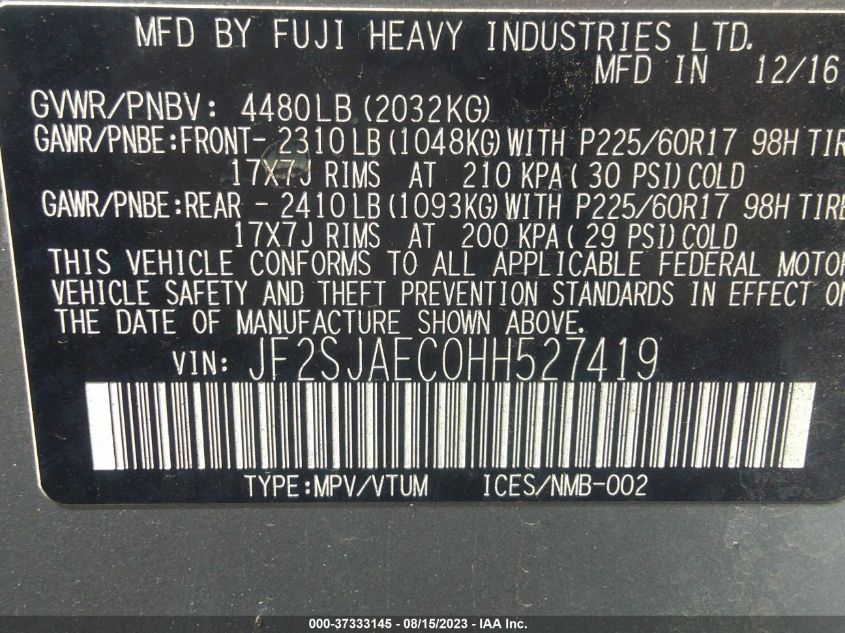 MFD BY FUJI HEAVY INDUSTRIES LTD.
MFD IN 12/16
GVWR/PNBV: 4480LB(2032KG)
GAWR/PNBE:FRONT- 2310LB(1048KG)WITH P225/60R17 98H TIRE
17X7J RIMS AT 210 KPA(30 PSI)COLD
GAWR/PNBE:REAR - 2410LB(1093KG)WITH P225/60R17 98H TIRE
17X7J RIMS AT 200 KPA(29 PSI)COLD
THIS VEHICLE CONFORMS TO ALL APPLICABLE FEDERAL MOTOR
VEHICLE SAFETY AND THEFT PREVENTION STANDARDS IN EFFECT ON
THE DATE OF MANUFACTURE SHOWN ABOVE.
VIN: JF2SJAEC0HH527419
TYPE:MPV/VTUM ICES/NMB-002
000-37333145 - 08/15/2023 - IAA Inc.